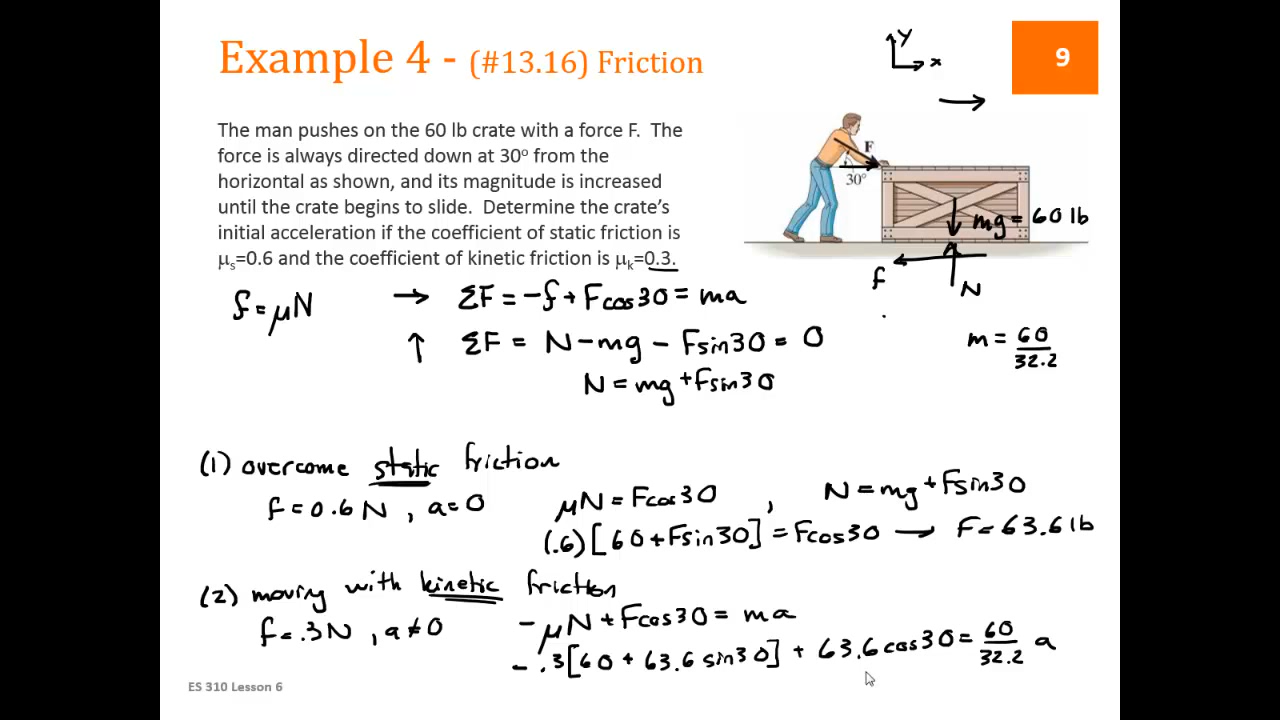 Example 4 - (#13.16) Friction
9
The man pushes on the 60 lb crate with a force F. The
force is always directed down at 30º from the
horizontal as shown, and its magnitude is increased
until the crate begins to slide. Determine the crate's
initial acceleration if the coefficient of static friction is
μs=0.6 and the coefficient of kinetic friction is μk=0.3.
y
x
F
30°
mg = 60 lb
f
N
m = 60/32.2
f = μN
→ ΣF = -f + Fcos30 = ma
↑ ΣF = N - mg - Fsin30 = 0
N = mg + Fsin30
(1) overcome static friction
f = 0.6 N , a = 0
μN = Fcos30 , N = mg + Fsin30
(.6) [60 + Fsin30] = Fcos30 → F = 63.6 lb
(2) moving with kinetic friction
f = .3N , a ≠ 0
- μN + Fcos30 = ma
- .3[60 + 63.6 sin30] + 63.6 cos30 = 60/32.2 a
ES 310 Lesson 6